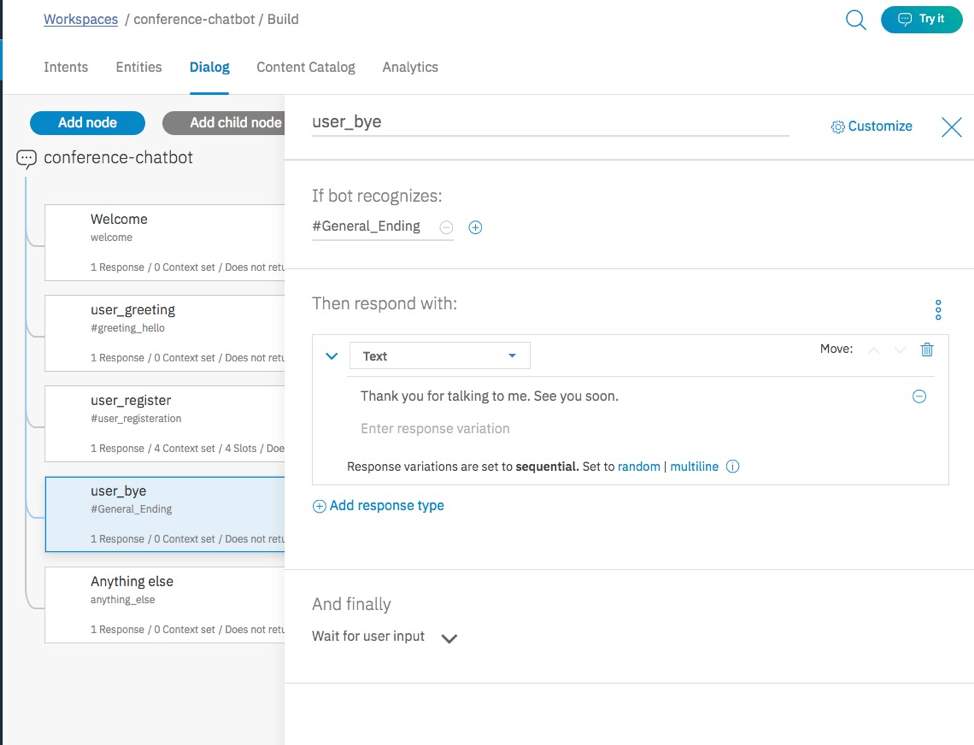 Workspaces / conference-chatbot / Build
Try it
Intents Entities Dialog Content Catalog Analytics
Add node Add child node
conference-chatbot
Welcome
welcome
1 Response / 0 Context set / Does not retu
user_greeting
#greeting_hello
1 Response / 0 Context set / Does not retu
user_register
#user_registeration
1 Response / 4 Context set / 4 Slots / Doe
user_bye
#General_Ending
1 Response / 0 Context set / Does not retu
Anything else
anything_else
1 Response / 0 Context set / Does not retu
user_bye
Customize
If bot recognizes:
#General_Ending
Then respond with:
Text
Move:
Thank you for talking to me. See you soon.
Enter response variation
Response variations are set to sequential. Set to random | multiline
Add response type
And finally
Wait for user input